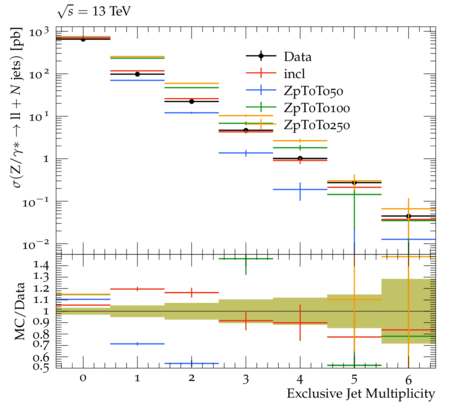 √s = 13 TeV
σ(Z/γ∗ → ll + N jets) [pb]
10³
10²
10¹
1
10⁻¹
10⁻²
Data
incl
ZpToTo50
ZpToTo100
ZpToTo250
MC/Data
1.4
1.3
1.2
1.1
1
0.9
0.8
0.7
0.6
0.5
0 1 2 3 4 5 6
Exclusive Jet Multiplicity